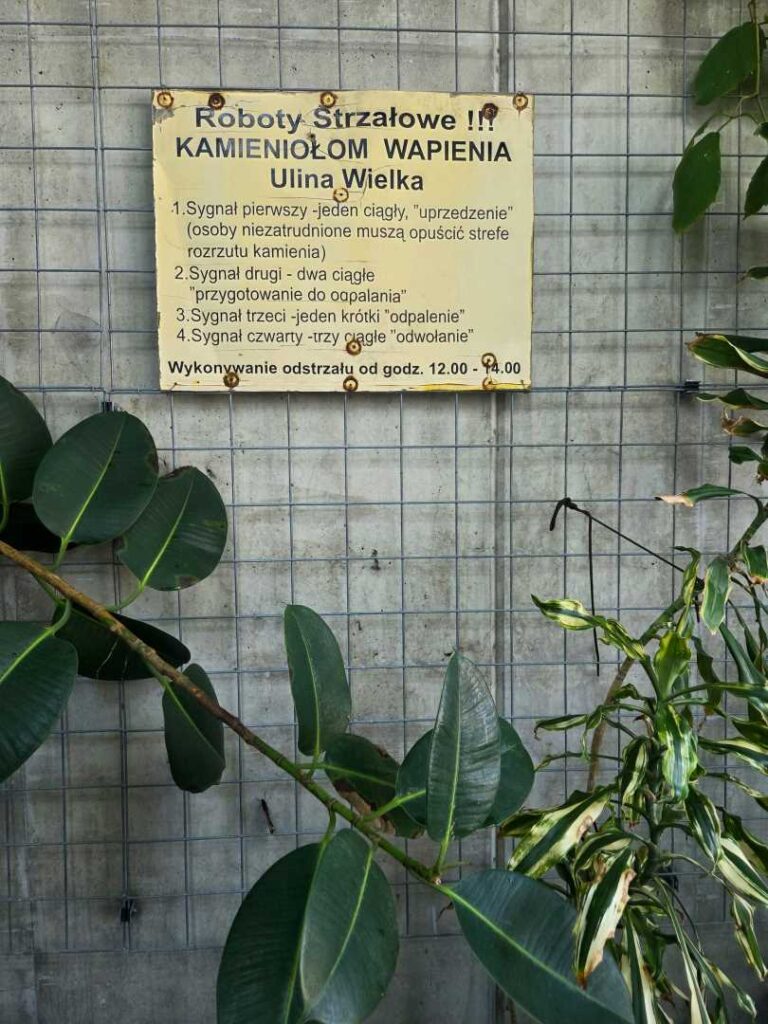 Roboty Strzałowe !!!
KAMIENIOŁOM WAPIENIA
Ulina Wielka
1.Sygnał pierwszy -jeden ciągły, "uprzedzenie"
(osoby niezatrudnione muszą opuścić strefe
rozrzutu kamienia)
2.Sygnał drugi - dwa ciągłe
"przygotowanie do odpalania"
3.Sygnał trzeci -jeden krótki "odpalenie"
4.Sygnał czwarty -trzy ciągłe "odwołanie"
Wykonywanie odstrzału od godz. 12.00 - 14.00